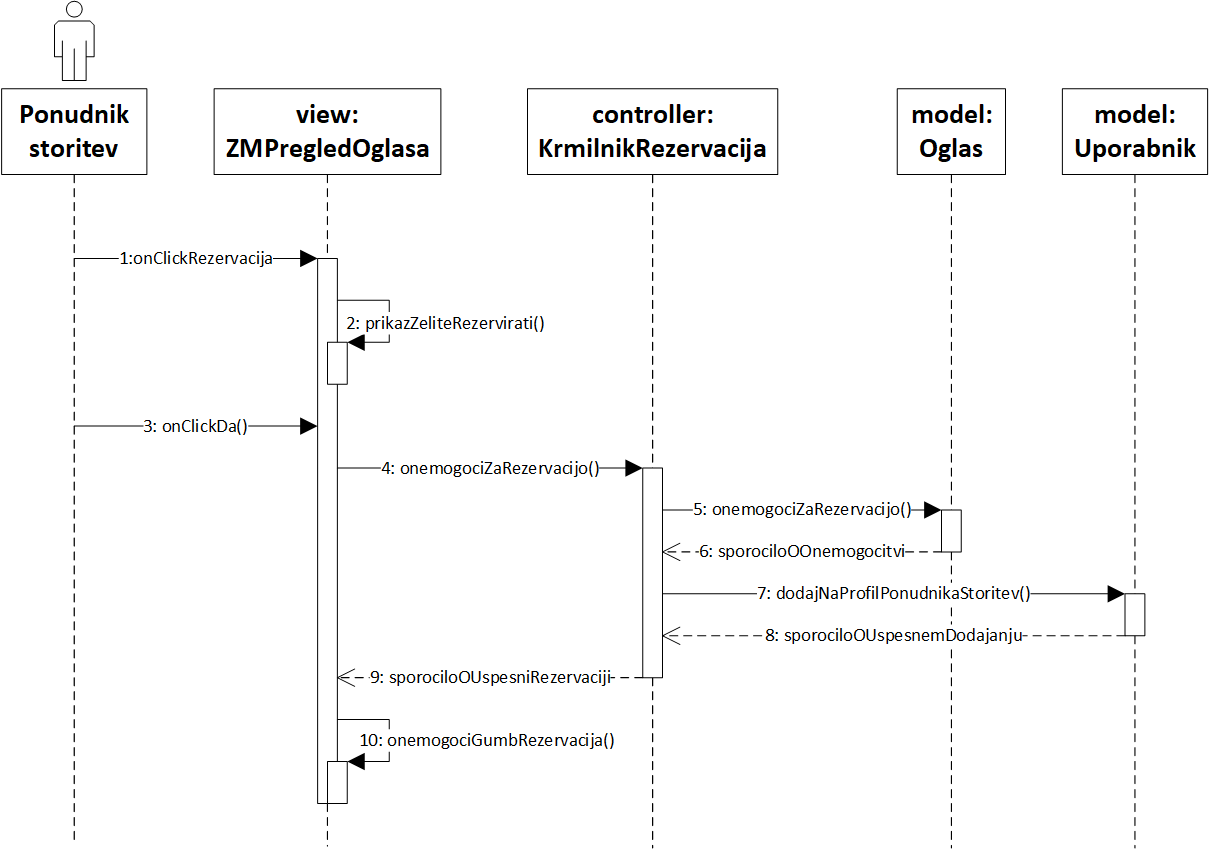 Ponudnik
storitev
view:
ZMPregledOglasa
controller:
KrmilnikRezervacija
model:
Oglas
model:
Uporabnik
1:onClickRezervacija
2: prikazZeliteRezervirati()
3: onClickDa()
4: onemogociZaRezervacijo()
5: onemogociZaRezervacijo()
6: sporociloOOnemogocitvi
7: dodajNaProfilPonudnikaStoritev()
8: sporociloOUspesnemDodajanju
9: sporociloOUspesniRezervaciji
10: onemogociGumbRezervacija()